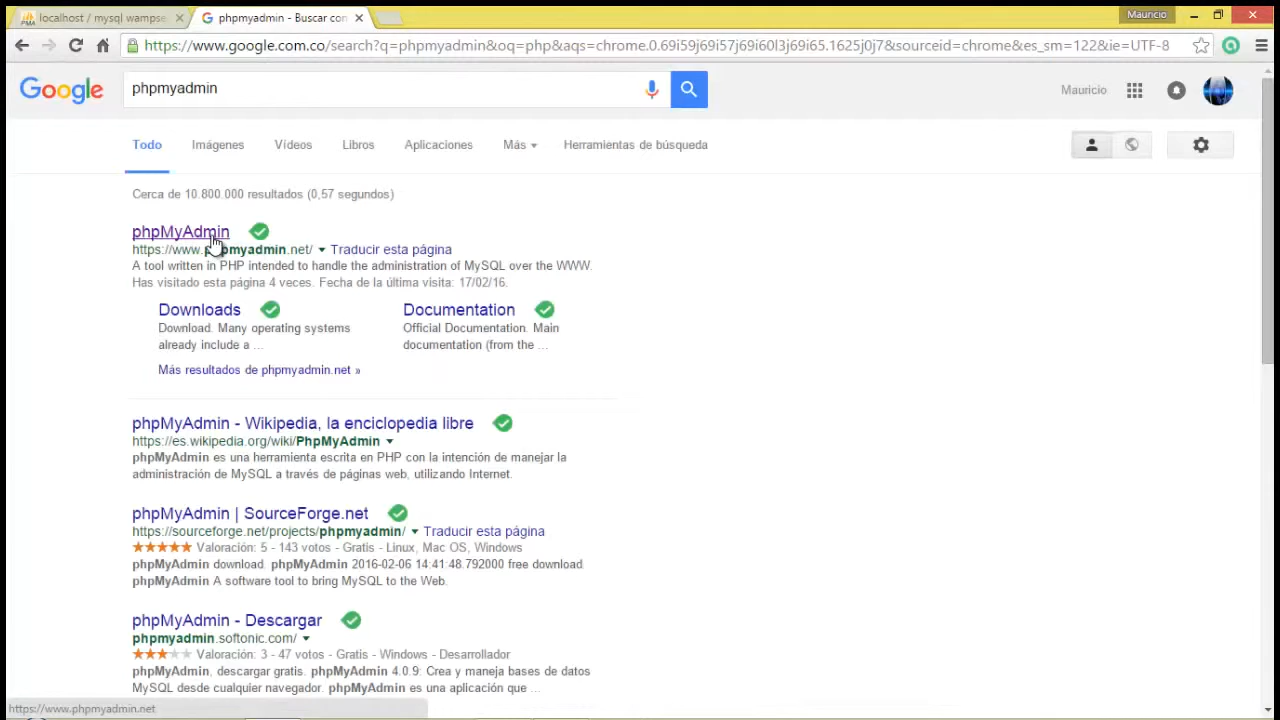 localhost / mysql wampse
phpmyadmin - Buscar con
Mauricio
https://www.google.com.co/search?q=phpmyadmin&oq=php&aqs=chrome.0.69i59j69i57j69i60l3j69i65.1625j0j7&sourceid=chrome&es_sm=122&ie=UTF-8
Google
phpmyadmin
Mauricio
Todo Imágenes Vídeos Libros Aplicaciones Más Herramientas de búsqueda
Cerca de 10.800.000 resultados (0,57 segundos)
phpMyAdmin
https://www.phpmyadmin.net/ Traducir esta página
A tool written in PHP intended to handle the administration of MySQL over the WWW.
Has visitado esta página 4 veces. Fecha de la última visita: 17/02/16.
Downloads
Download. Many operating systems
already include a ...
Documentation
Official Documentation. Main
documentation (from the ...
Más resultados de phpmyadmin.net »
phpMyAdmin - Wikipedia, la enciclopedia libre
https://es.wikipedia.org/wiki/PhpMyAdmin
phpMyAdmin es una herramienta escrita en PHP con la intención de manejar la
administración de MySQL a través de páginas web, utilizando Internet.
phpMyAdmin | SourceForge.net
https://sourceforge.net/projects/phpmyadmin/ Traducir esta página
Valoración: 5 - 143 votos - Gratis - Linux, Mac OS, Windows
phpMyAdmin download. phpMyAdmin 2016-02-06 14:41:48.792000 free download.
phpMyAdmin A software tool to bring MySQL to the Web.
phpMyAdmin - Descargar
phpmyadmin.softonic.com/
Valoración: 3 - 47 votos - Gratis - Windows - Desarrollador
phpMyAdmin, descargar gratis. phpMyAdmin 4.0.9: Crea y maneja bases de datos
MySQL desde cualquier navegador. phpMyAdmin es una aplicación que ...
https://www.phpmyadmin.net